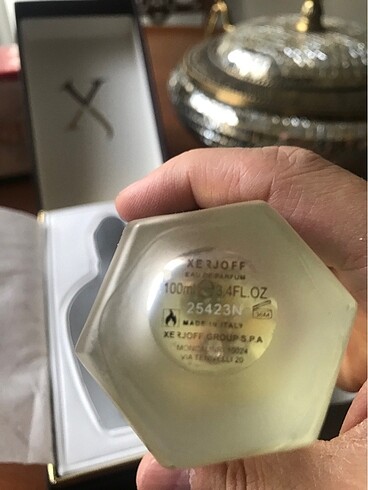 X
XERJOFF
EAU DE PARFUM
100ml 3.4FL.OZ
25423N
MADE IN ITALY
XERJOFF GROUP S.P.A